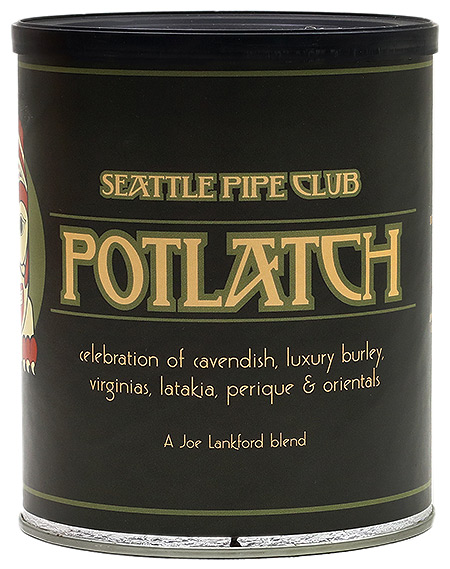 SEATTLE PIPE CLUB
POTLATCH
celebration of cavendish, luxury burley,
virginias, latakia, perique & orientals
A Joe Lankford blend